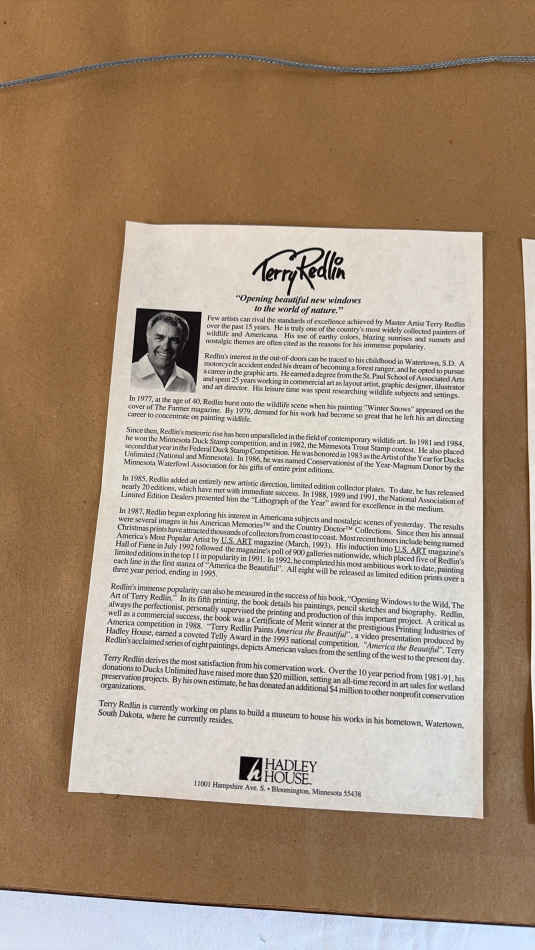 Terry Redlin
"Opening beautiful new windows
to the world of nature."
Few artists can rival the standards of excellence achieved by Master Artist Terry Redlin
over the past 15 years. He is truly one of the country's most widely collected painters of
wildlife and Americana. His use of earthy colors, blazing sunrises and sunsets and
nostalgic themes are often cited as the reasons for his immense popularity.
Redlin's interest in the out-of-doors can be traced to his childhood in Watertown, S.D. A
motorcycle accident ended his dream of becoming a forest ranger, and he opted to pursue
a career in the graphic arts. He earned a degree from the St. Paul School of Associated Arts
and spent 25 years working in commercial art as layout artist, graphic designer, illustrator
and art director. His leisure time was spent researching wildlife subjects and settings.
In 1977, at the age of 40, Redlin burst onto the wildlife scene when his painting "Winter Snows" appeared on the
cover of The Farmer magazine. By 1979, demand for his work had become so great that he left his art directing
career to concentrate on painting wildlife.
Since then, Redlin's meteoric rise has been unparalleled in the field of contemporary wildlife art. In 1981 and 1984,
he won the Minnesota Duck Stamp competition, and in 1982, the Minnesota Trout Stamp contest. He also placed
second that year in the Federal Duck Stamp Competition. He was honored in 1983 as the Artist of the Year for Ducks
Unlimited (National and Minnesota). In 1986, he was named Conservationist of the Year-Magnum Donor by the
Minnesota Waterfowl Association for his gifts of entire print editions.
In 1985, Redlin added an entirely new artistic direction, limited edition collector plates. To date, he has released
nearly 20 editions, which have met with immediate success. In 1988, 1989 and 1991, the National Association of
Limited Edition Dealers presented him the "Lithograph of the Year" award for excellence in the medium.
In 1987, Redlin began exploring his interest in Americana subjects and nostalgic scenes of yesterday. The results
were several images in his American Memories™ and the Country Doctor™ Collections. Since then his annual
Christmas prints have attracted thousands of collectors from coast to coast. Most recent honors include being named
America's Most Popular Artist by U.S. ART magazine (March, 1993). His induction into U.S. ART magazine's
Hall of Fame in July 1992 followed the magazine's poll of 900 galleries nationwide, which placed five of Redlin's
limited editions in the top 11 in popularity in 1991. In 1992, he completed his most ambitious work to date, painting
each line in the first stanza of "America the Beautiful". All eight will be released as limited edition prints over a
three year period, ending in 1995.
Redlin's immense popularity can also be measured in the success of his book, "Opening Windows to the Wild, The
Art of Terry Redlin." In its fifth printing, the book details his paintings, pencil sketches and biography. Redlin,
always the perfectionist, personally supervised the printing and production of this important project. A critical as
well as a commercial success, the book was a Certificate of Merit winner at the prestigious Printing Industries of
America competition in 1988. "Terry Redlin Paints America the Beautiful", a video presentation produced by
Hadley House, earned a coveted Telly Award in the 1993 national competition. "America the Beautiful", Terry
Redlin's acclaimed series of eight paintings, depicts American values from the settling of the west to the present day.
Terry Redlin derives the most satisfaction from his conservation work. Over the 10 year period from 1981-91, his
donations to Ducks Unlimited have raised more than $20 million, setting an all-time record in art sales for wetland
preservation projects. By his own estimate, he has donated an additional $4 million to other nonprofit conservation
organizations.
Terry Redlin is currently working on plans to build a museum to house his works in his hometown, Watertown,
South Dakota, where he currently resides.
HADLEY
HOUSE
11001 Hampshire Ave. S. • Bloomington, Minnesota 55438